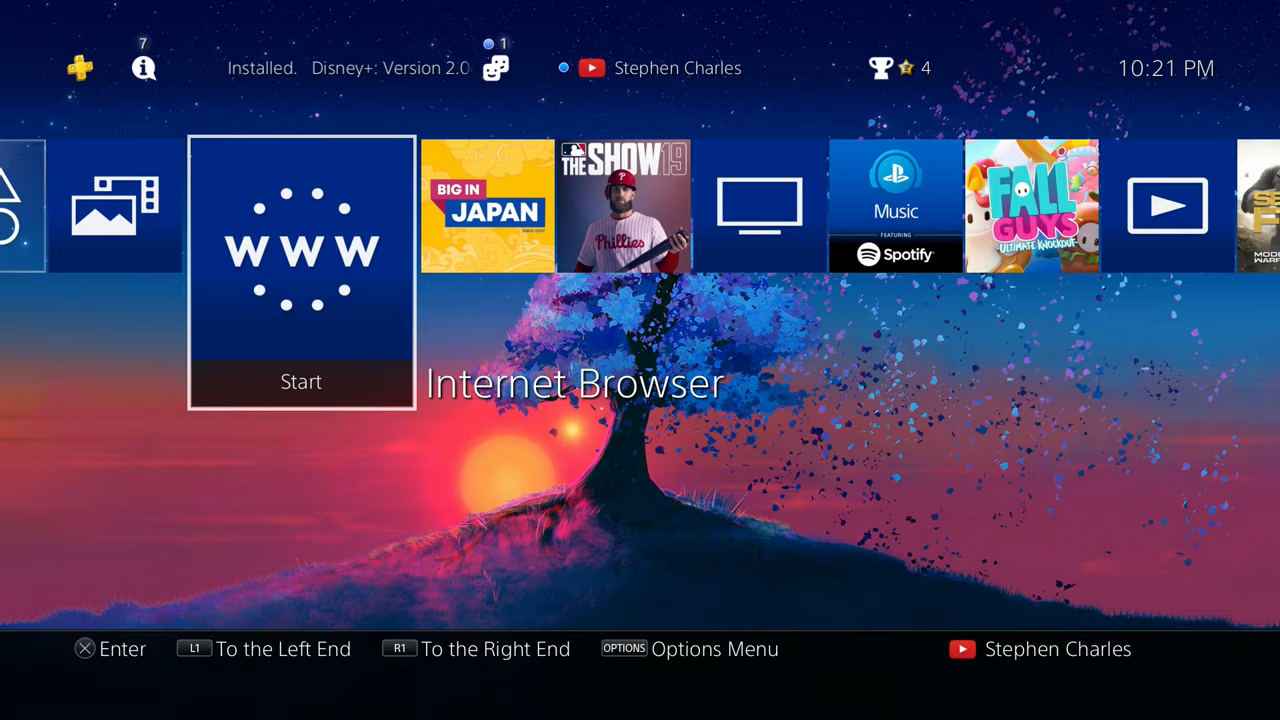 7
Installed. Disney+: Version 2.0
1
Stephen Charles
4
10:21 PM
WWW
Start
Internet Browser
BIG IN
JAPAN
THE SHOW 19
Phillies
Music
FEATURING
Spotify
FALL
GUYS
ULTIMATE KNOCKOUT
Enter
L1 To the Left End
R1 To the Right End
OPTIONS Options Menu
Stephen Charles